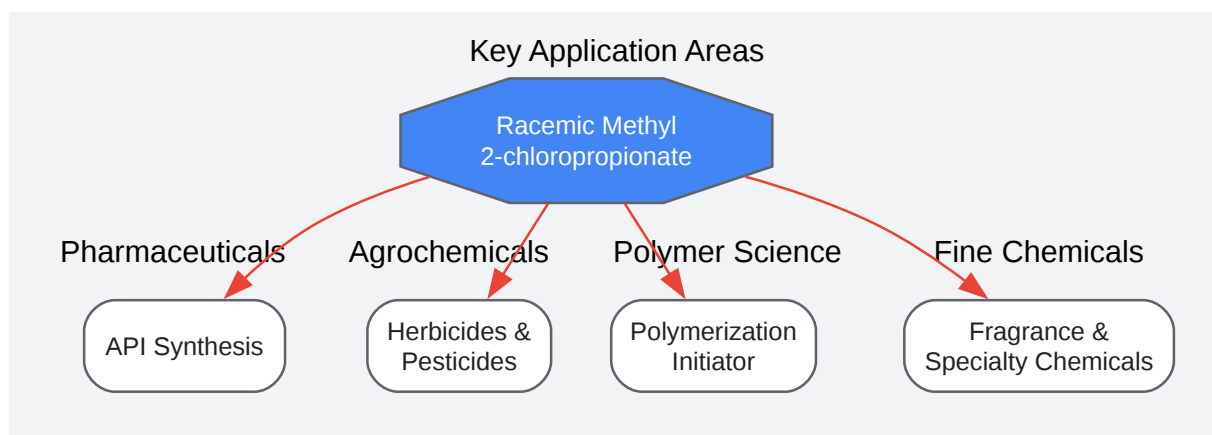 Key Application Areas
Racemic Methyl
2-chloropropionate
Pharmaceuticals
Agrochemicals
Polymer Science
Fine Chemicals
API Synthesis
Herbicides &
Pesticides
Polymerization
Initiator
Fragrance &
Specialty Chemicals